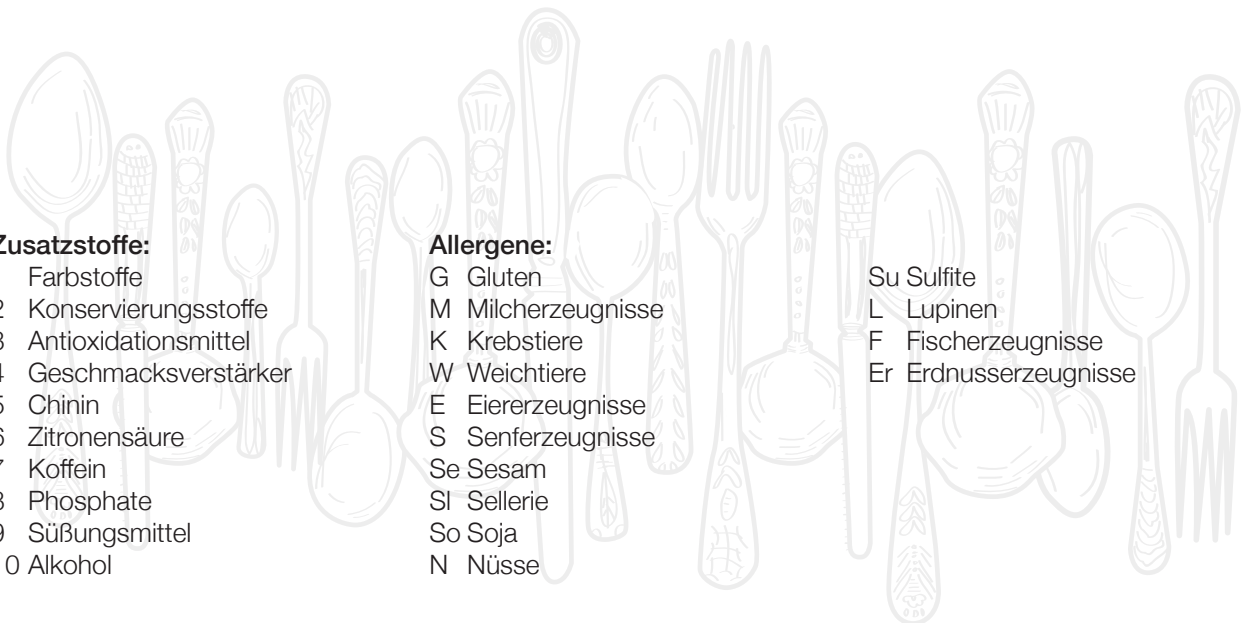 Zusatzstoffe:
Farbstoffe
2 Konservierungsstoffe
3 Antioxidationsmittel
4 Geschmacksverstärker
5 Chinin
6 Zitronensäure
7 Koffein
8 Phosphate
9 Süßungsmittel
10 Alkohol
Allergene:
G Gluten
M Milcherzeugnisse
K Krebstiere
W Weichtiere
E Eiererzeugnisse
S Senferzeugnisse
Se Sesam
Sl Sellerie
So Soja
N Nüsse
Su Sulfite
L Lupinen
F Fischerzeugnisse
Er Erdnusserzeugnisse